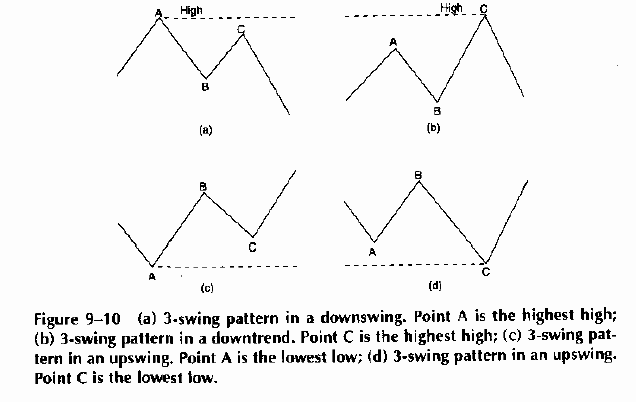 A High
C
B
(a)
High C
A
B
(b)
B
C
A
(c)
B
A
C
(d)
Figure 9–10 (a) 3-swing pattern in a downswing. Point A is the highest high;
(b) 3-swing pattern in a downtrend. Point C is the highest high; (c) 3-swing pat-
tern in an upswing. Point A is the lowest low; (d) 3-swing pattern in an upswing.
Point C is the lowest low.